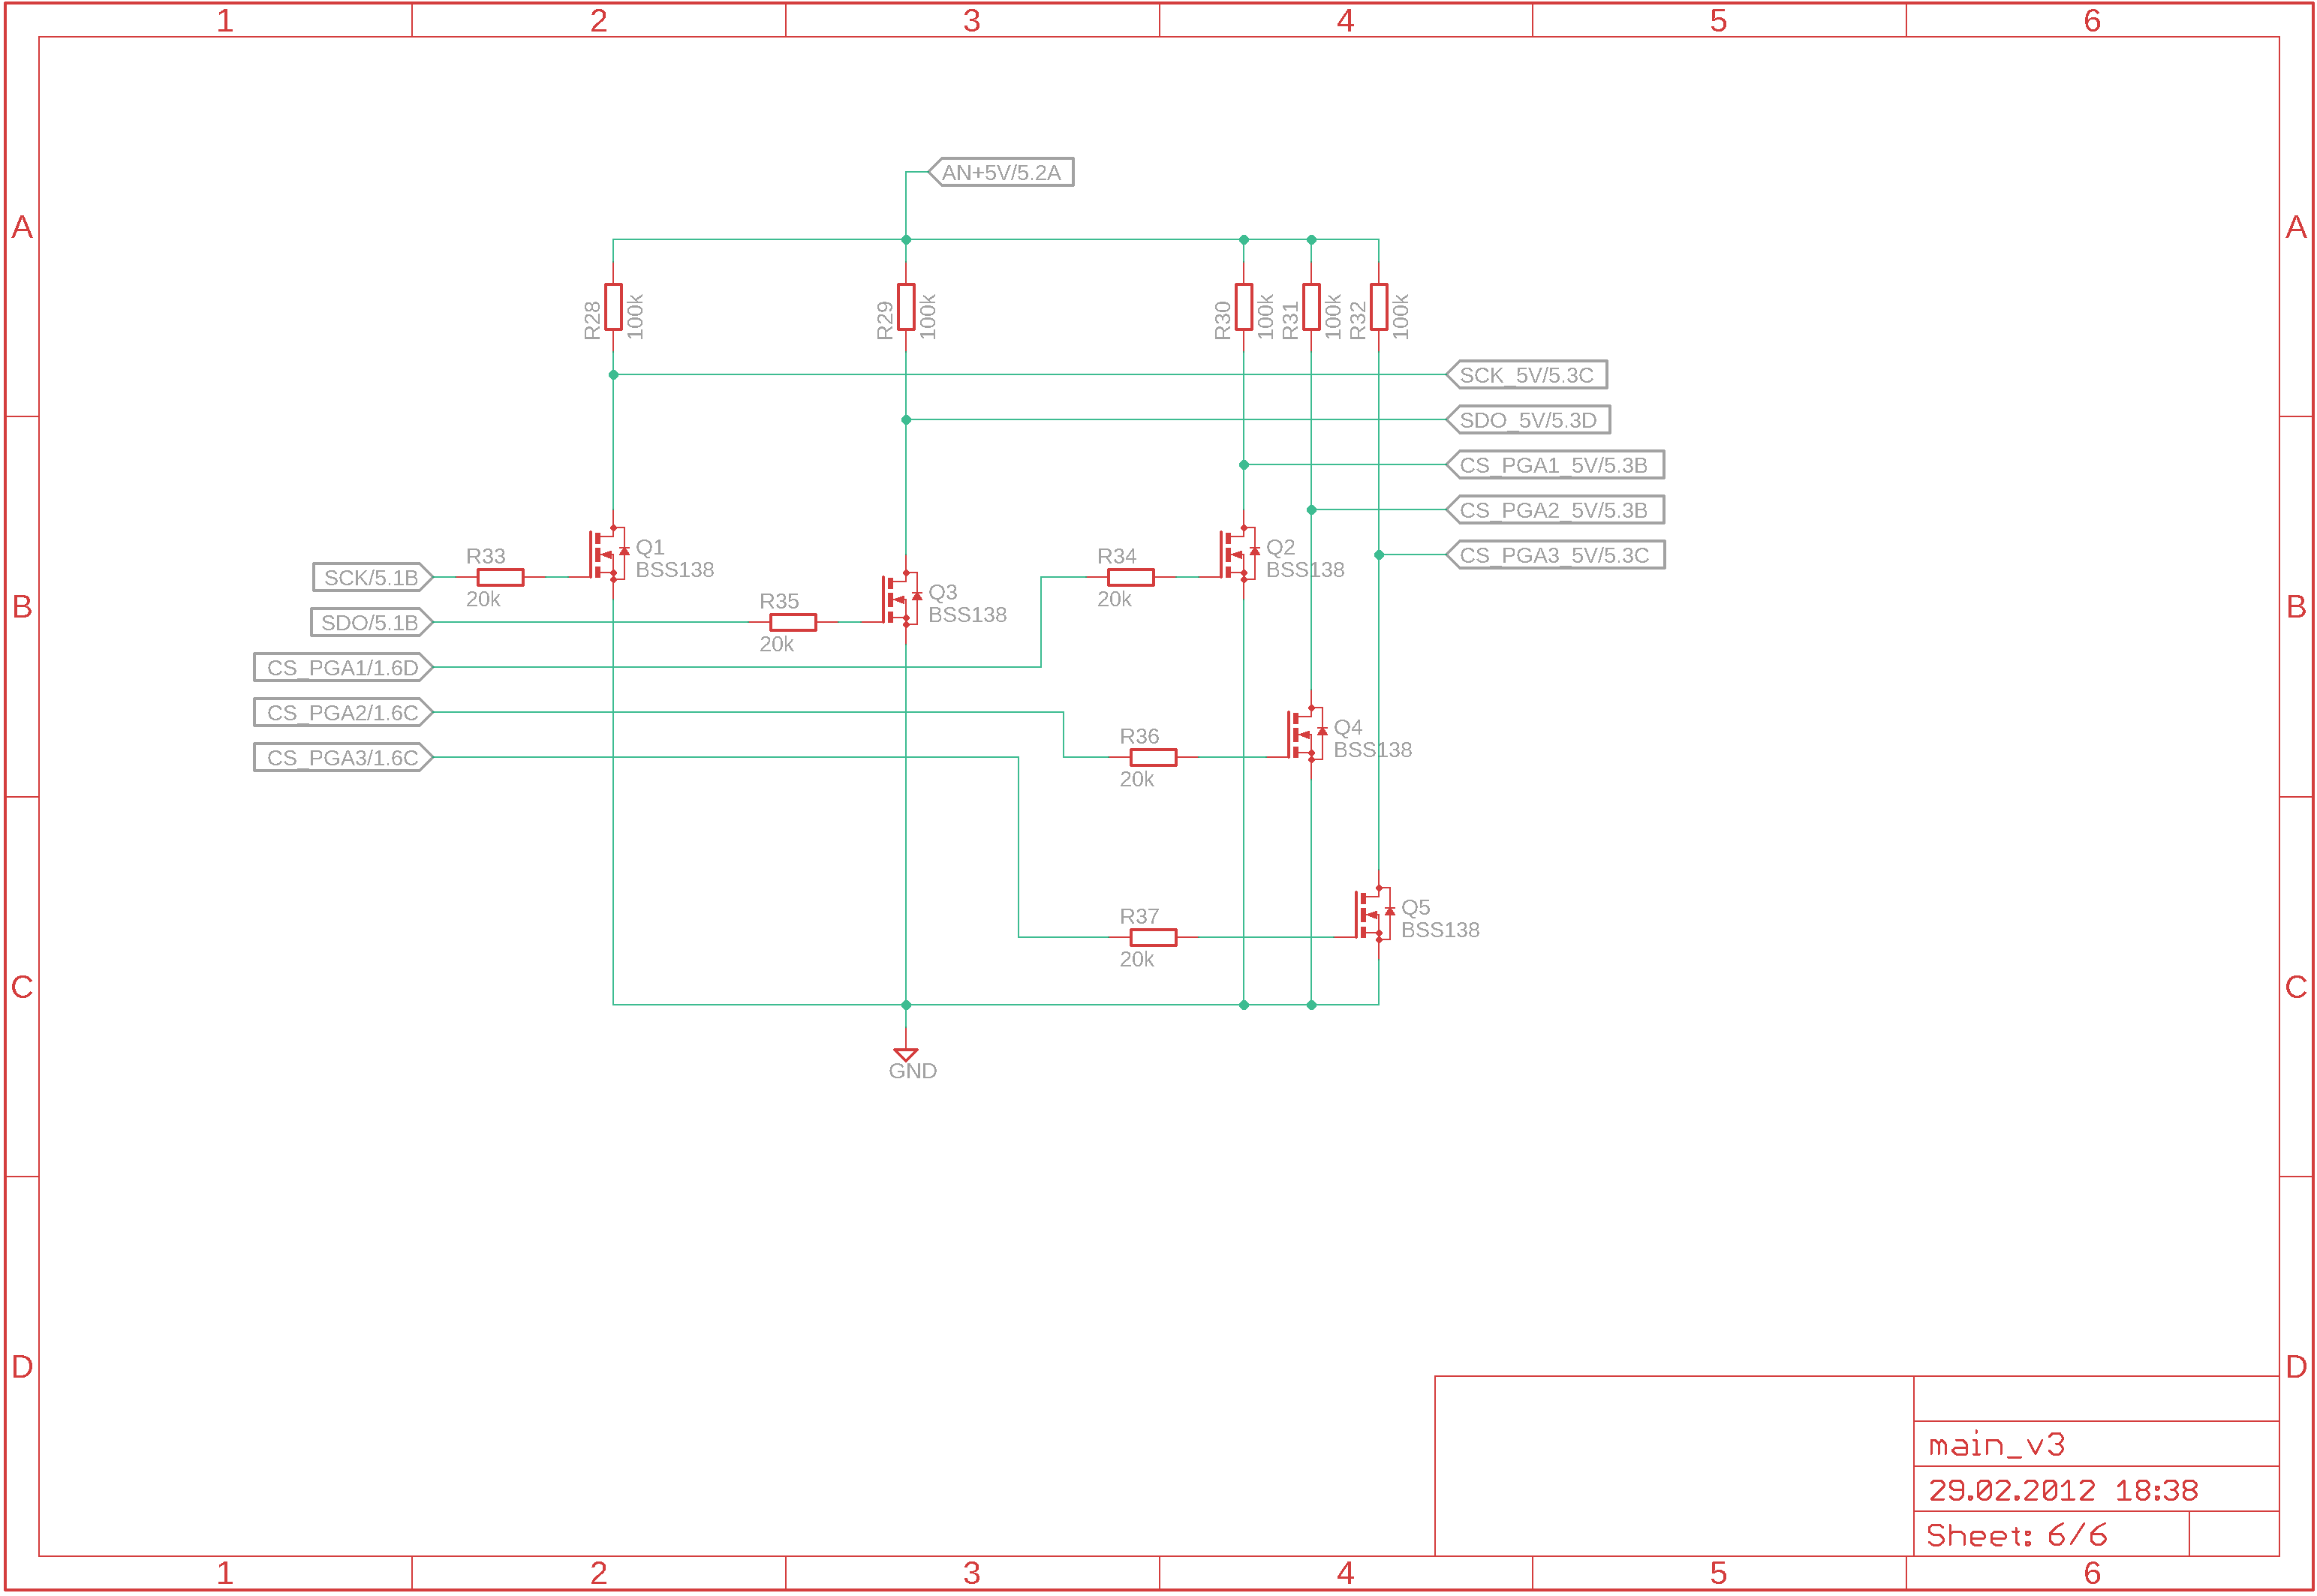 1 2 3 4 5 6
A A
AN+5V/5.2A
R28 100k R29 100k R30 100k R31 100k R32 100k
SCK_5V/5.3C
SDO_5V/5.3D
CS_PGA1_5V/5.3B
CS_PGA2_5V/5.3B
CS_PGA3_5V/5.3C
SCK/5.1B
R33
20k
Q1
BSS138
R34
20k
Q2
BSS138
B B
SDO/5.1B
R35
20k
Q3
BSS138
CS_PGA1/1.6D
CS_PGA2/1.6C
CS_PGA3/1.6C
R36
20k
Q4
BSS138
R37
20k
Q5
BSS138
C C
GND
D D
main_v3
29.02.2012 18:38
Sheet: 6/6
1 2 3 4 5 6